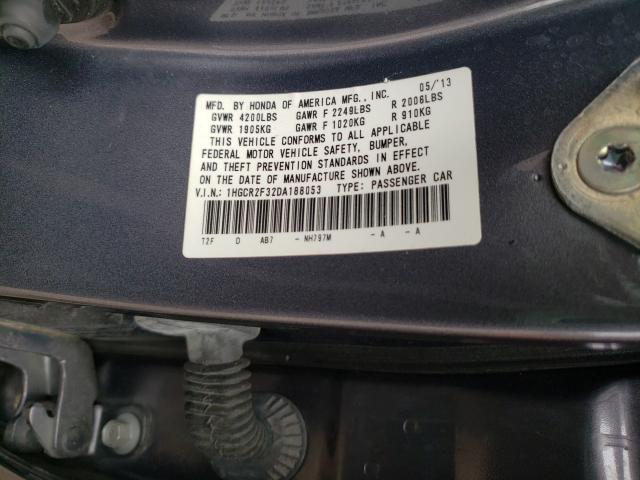 MFD. BY HONDA OF AMERICA MFG., INC. 05/'13
GVWR 4200LBS GAWR F 2249LBS R 2006LBS
GVWR 1905KG GAWR F 1020KG R 910KG
THIS VEHICLE CONFORMS TO ALL APPLICABLE
FEDERAL MOTOR VEHICLE SAFETY, BUMPER,
AND THEFT PREVENTION STANDARDS IN EFFECT
ON THE DATE OF MANUFACTURE SHOWN ABOVE.
V.I.N.: 1HGCR2F32DA188053 TYPE: PASSENGER CAR
T2F D AB7 - NH797M - A - A